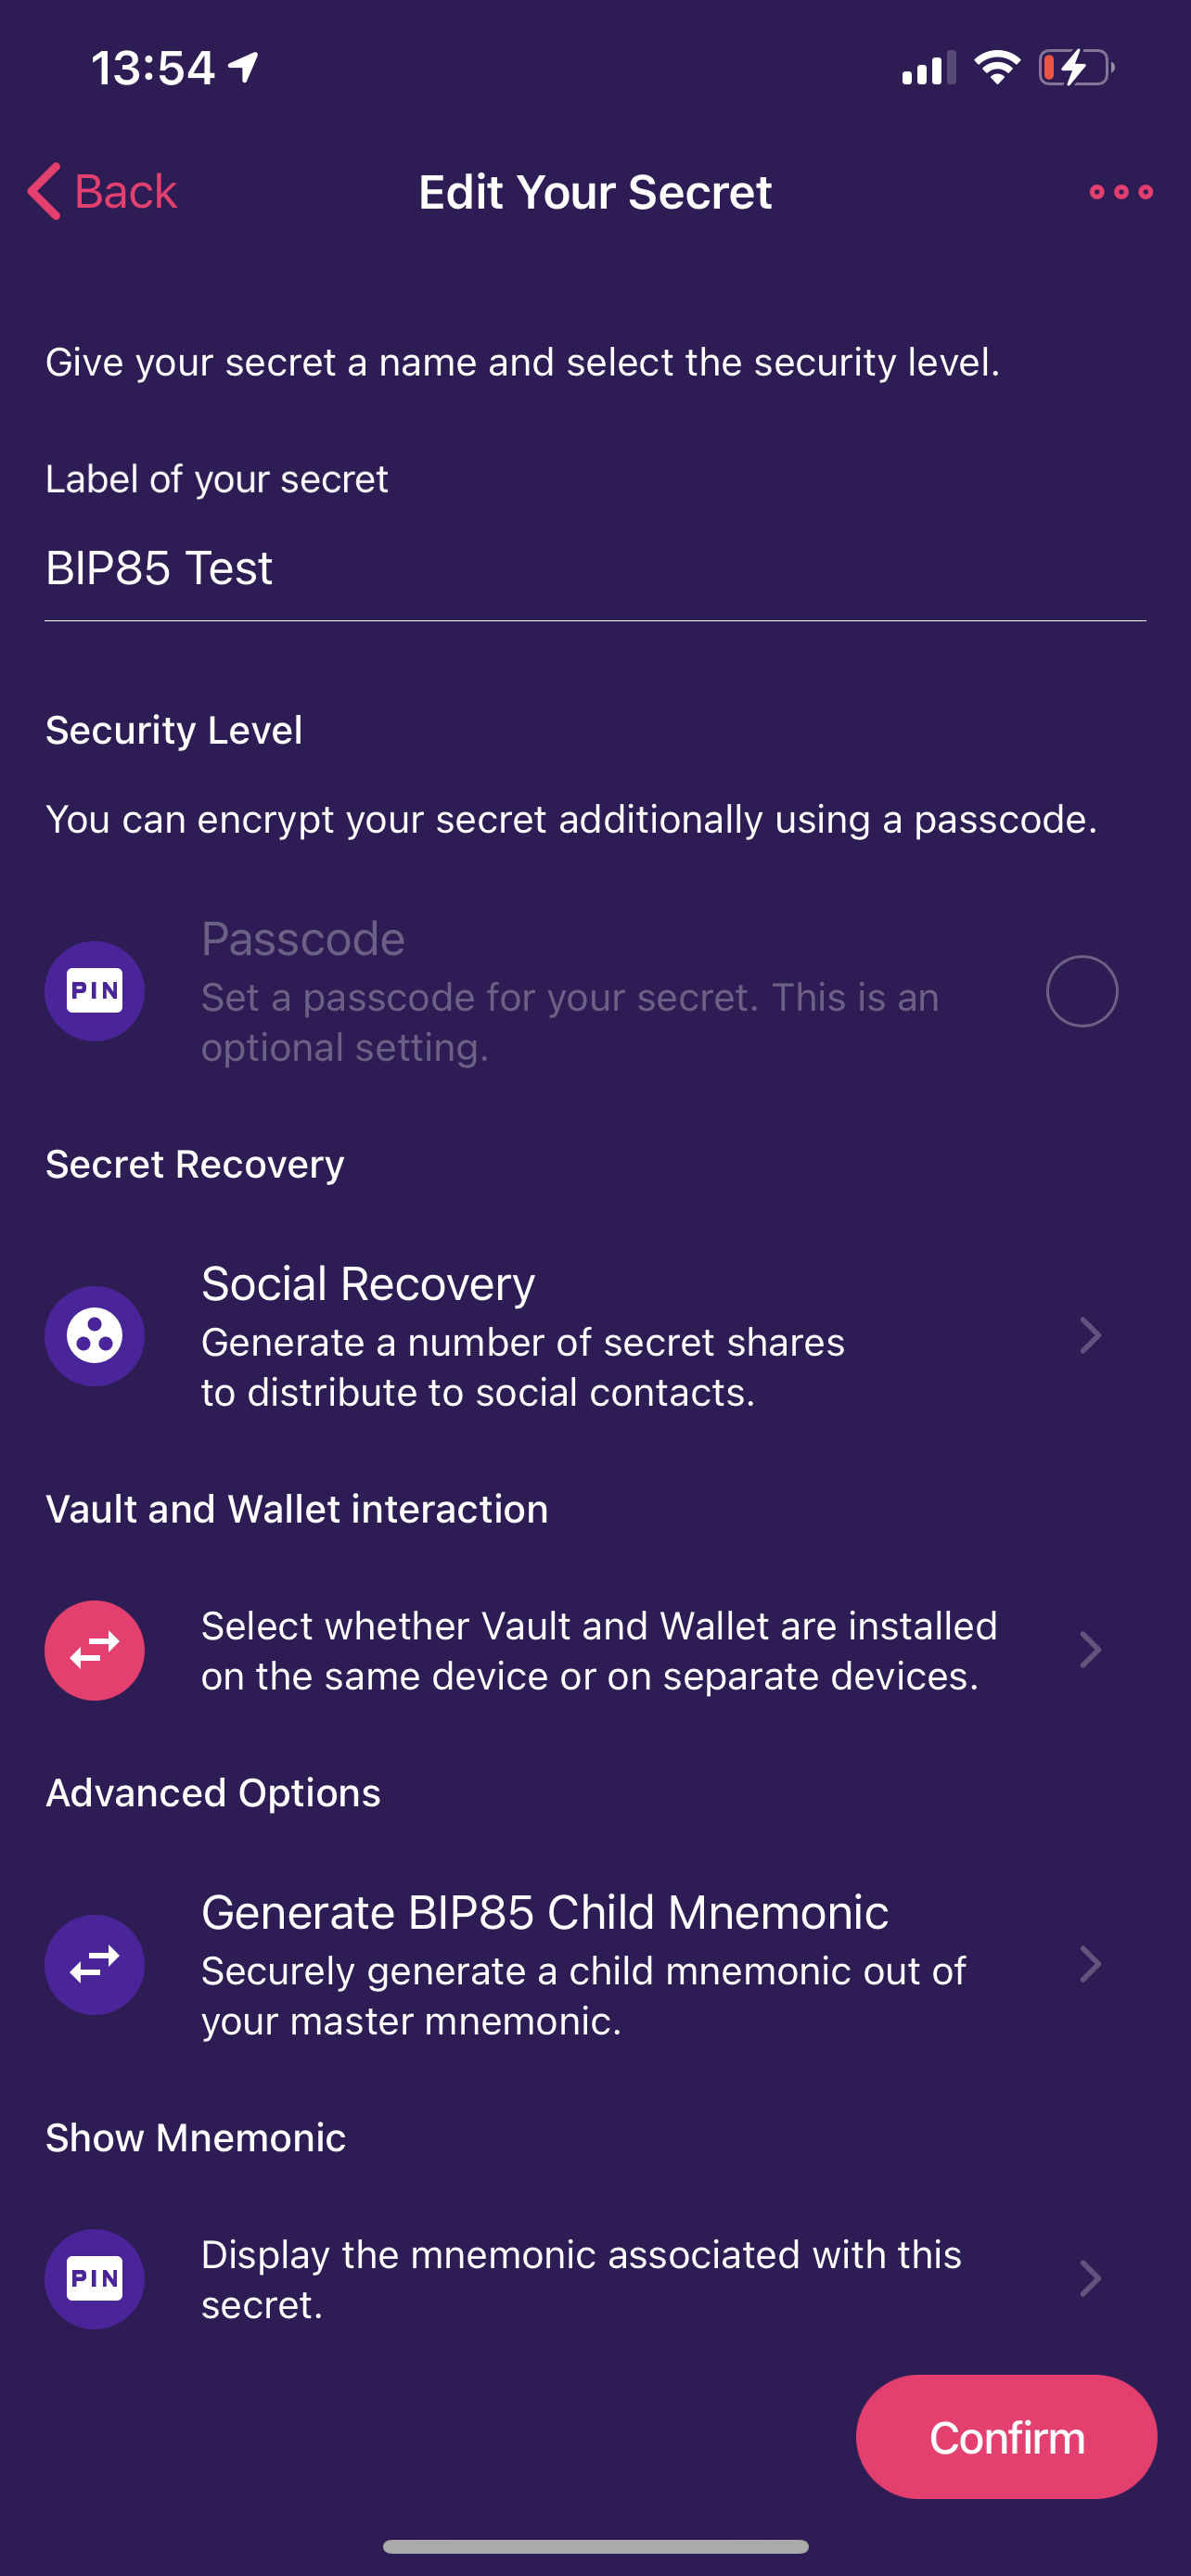 13:54
Back
Edit Your Secret
Give your secret a name and select the security level.
Label of your secret
BIP85 Test
Security Level
You can encrypt your secret additionally using a passcode.
Passcode
PIN
Set a passcode for your secret. This is an
optional setting.
Secret Recovery
Social Recovery
Generate a number of secret shares
to distribute to social contacts.
Vault and Wallet interaction
Select whether Vault and Wallet are installed
on the same device or on separate devices.
Advanced Options
Generate BIP85 Child Mnemonic
Securely generate a child mnemonic out of
your master mnemonic.
Show Mnemonic
PIN
Display the mnemonic associated with this
secret.
Confirm